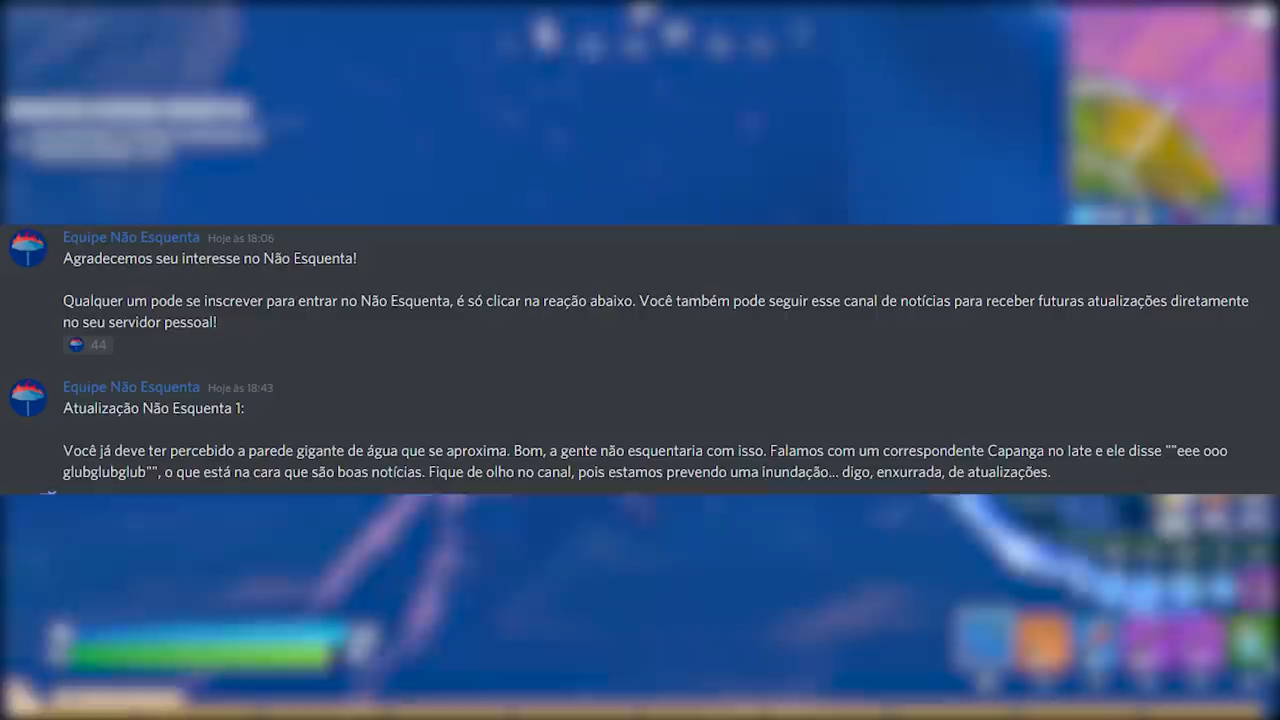 Equipe Não Esquenta Hoje às 18:06
Agradecemos seu interesse no Não Esquenta!
Qualquer um pode se inscrever para entrar no Não Esquenta, é só clicar na reação abaixo. Você também pode seguir esse canal de notícias para receber futuras atualizações diretamente
no seu servidor pessoal!
44
Equipe Não Esquenta Hoje às 18:43
Atualização Não Esquenta 1:
Você já deve ter percebido a parede gigante de água que se aproxima. Bom, a gente não esquentaria com isso. Falamos com um correspondente Capanga no Iate e ele disse ""eee ooo
glubglubglub"", o que está na cara que são boas notícias. Fique de olho no canal, pois estamos prevendo uma inundação... digo, enxurrada, de atualizações.